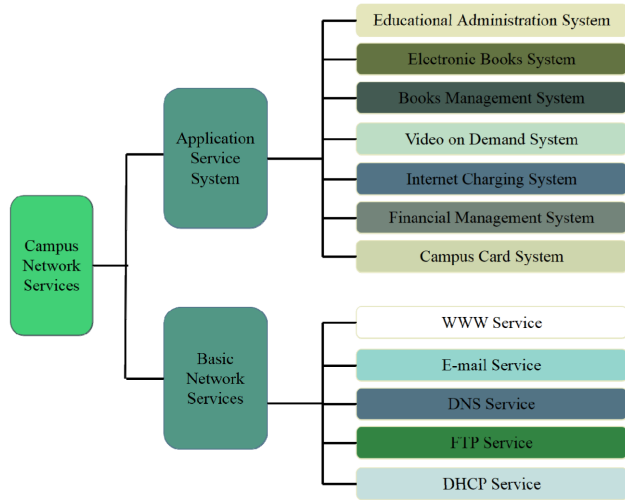 Campus
Network
Services
Application
Service
System
Educational Administration System
Electronic Books System
Books Management System
Video on Demand System
Internet Charging System
Financial Management System
Campus Card System
Basic
Network
Services
WWW Service
E-mail Service
DNS Service
FTP Service
DHCP Service